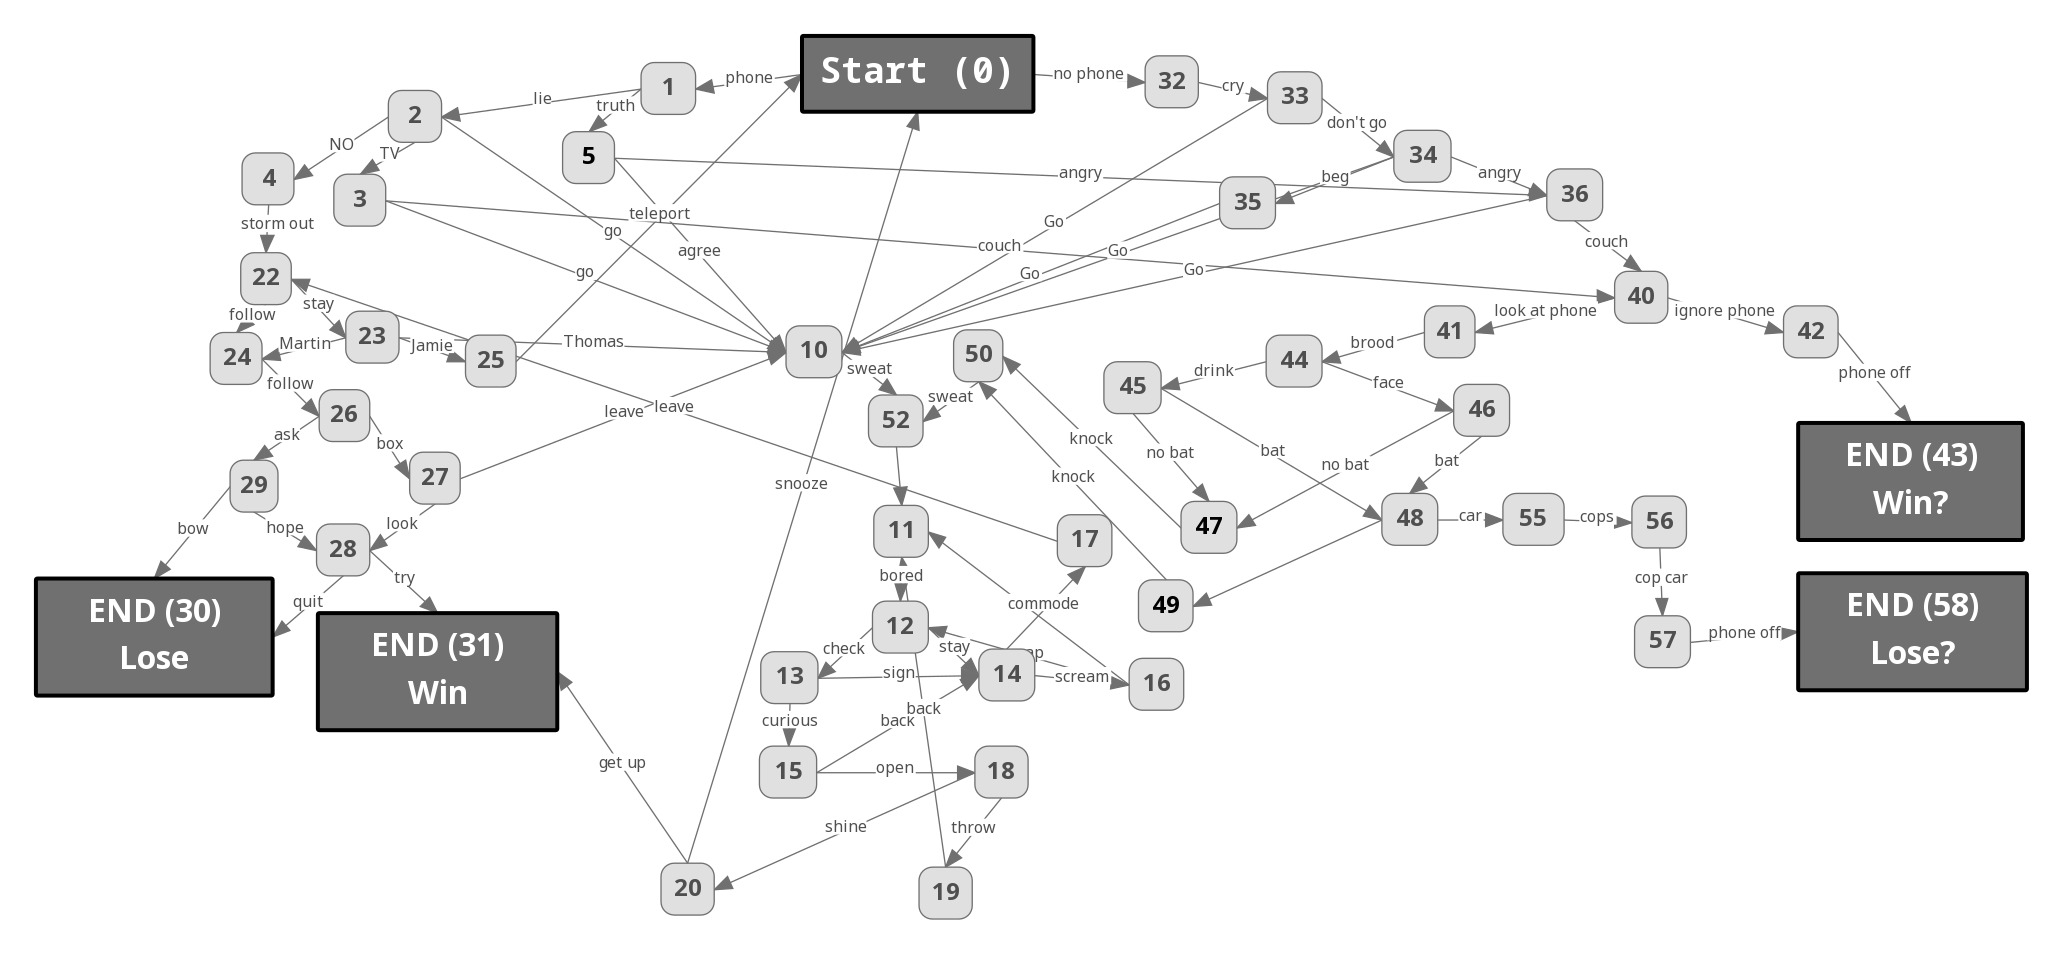 Start (0)
phone
no phone
1
32
cry
33
lie
truth
2
don't go
NO
TV
5
34
4
3
angry
beg
angry
35
36
storm out
teleport
go
agree
Go
couch
couch
22
go
Go
Go
Go
40
stay
follow
23
look at phone
ignore phone
41
42
Martin
Jamie
Thomas
24
25
10
50
brood
44
follow
sweat
drink
phone off
45
face
26
leave
leave
sweat
52
46
ask
box
knock
no bat
bat
no bat
bat
END (43)
Win?
29
27
snooze
knock
bow
hope
look
11
17
47
48
car
55
cops
56
28
bored
try
cop car
quit
commode
49
END (30)
Lose
END (31)
Win
12
END (58)
Lose?
check
stay
57
phone off
13
sign
14
scream
16
curious
back
back
15
open
18
get up
shine
throw
20
19